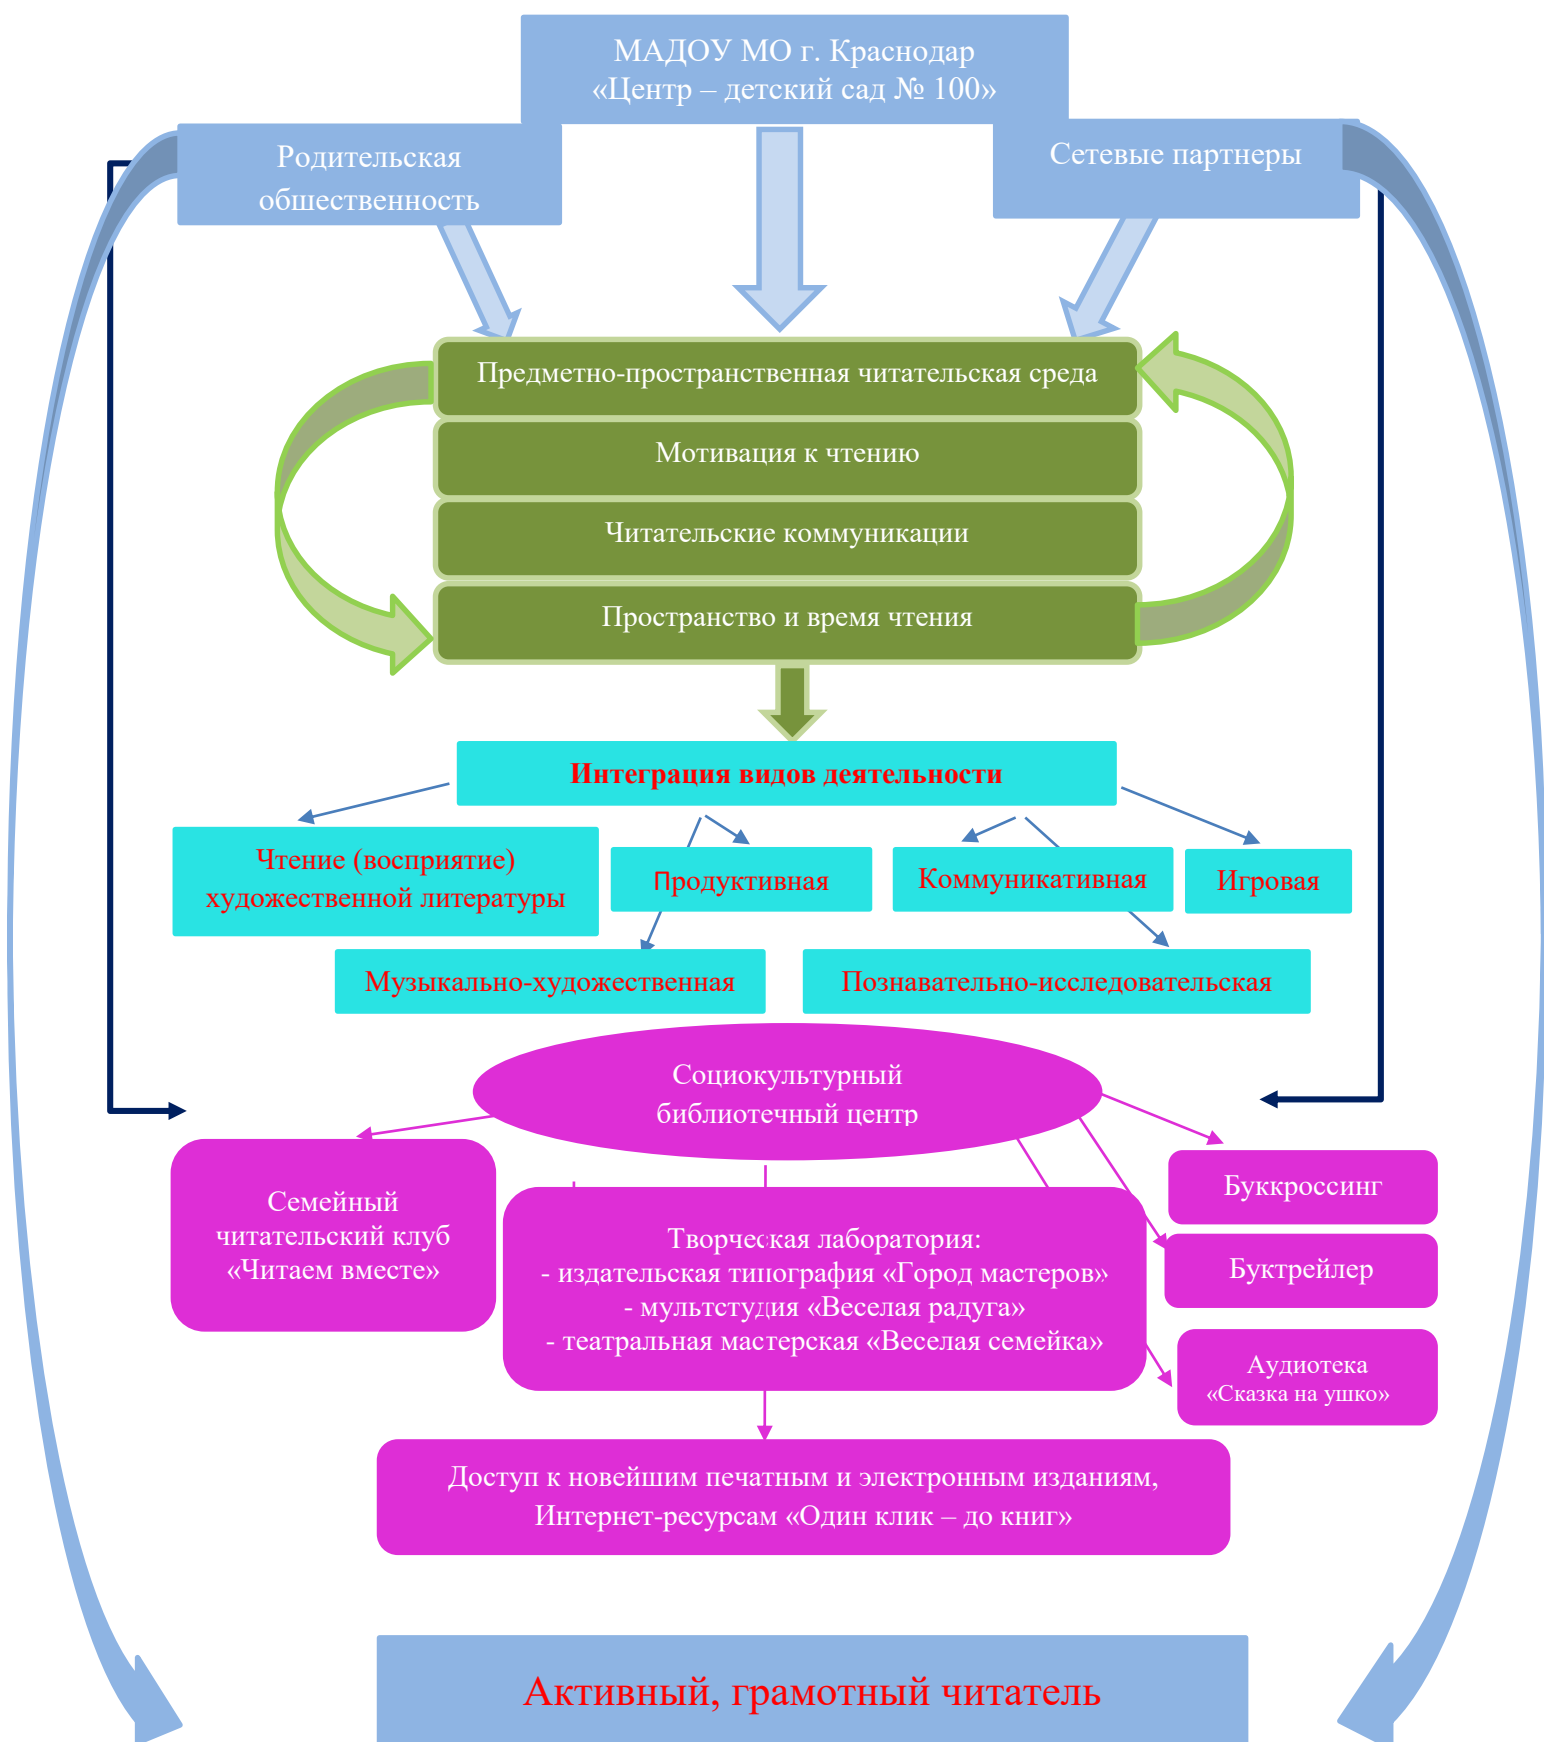 МАДОУ МО г. Краснодар
«Центр – детский сад № 100»
Родительская
обшественность
Сетевые партнеры
Предметно-пространственная читательская среда
Мотивация к чтению
Читательские коммуникации
Пространство и время чтения
Интеграция видов деятельности
Чтение (восприятие)
художественной литературы
Продуктивная
Коммуникативная
Игровая
Музыкально-художественная
Познавательно-исследовательская
Социокультурный
библиотечный центр
Семейный
читательский клуб
«Читаем вместе»
Творческая лаборатория:
- издательская типография «Город мастеров»
- мультстудия «Веселая радуга»
- театральная мастерская «Веселая семейка»
Буккроссинг
Буктрейлер
Аудиотека
«Сказка на ушко»
Доступ к новейшим печатным и электронным изданиям,
Интернет-ресурсам «Один клик – до книг»
Активный, грамотный читатель